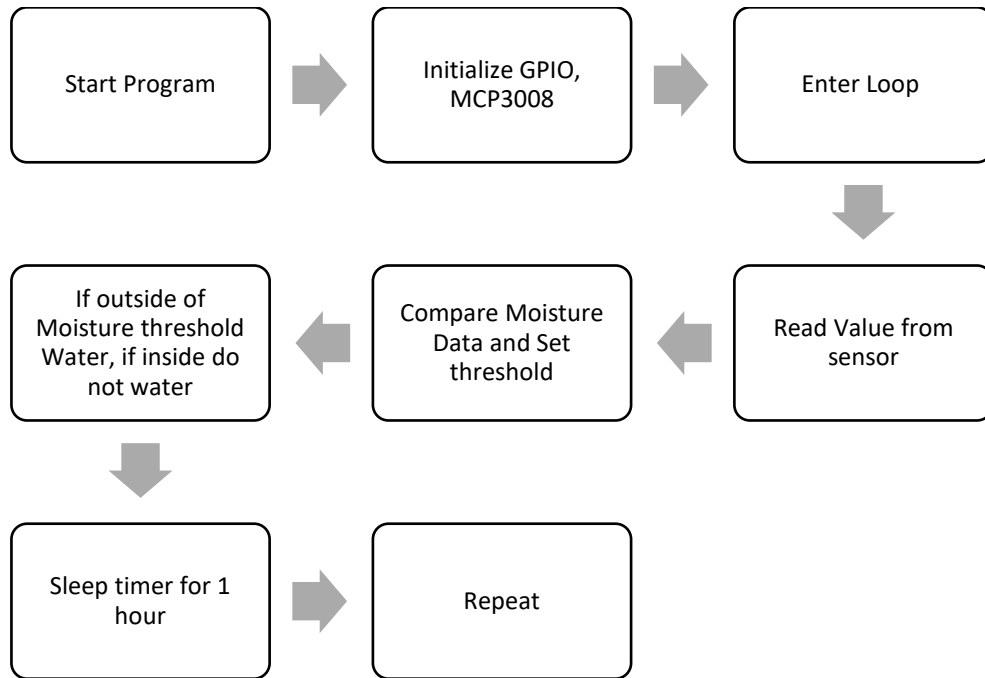 Start Program
Initialize GPIO,
MCP3008
Enter Loop
Read Value from
sensor
Compare Moisture
Data and Set
threshold
If outside of
Moisture threshold
Water, if inside do
not water
Sleep timer for 1
hour
Repeat